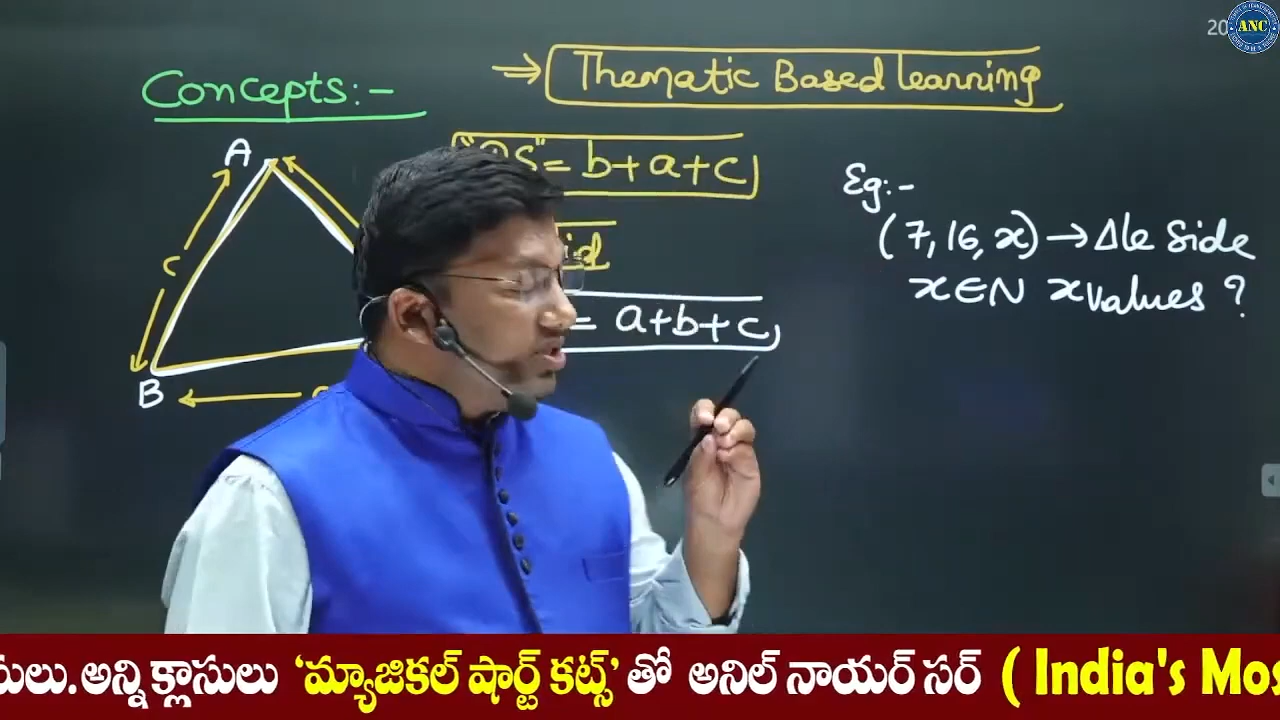 20
ANC
⇒ Thematic Based learning
Concepts:-
A
= b+a+c
Eg:-
(7, 16, x) → Δle Side
x∈N x values ?
c
= a+b+c
B
అన్ని క్లాసులు ‘మ్యాజికల్ షార్ట్ కట్స్’ తో అనిల్ నాయర్ సర్ ( India's Mos